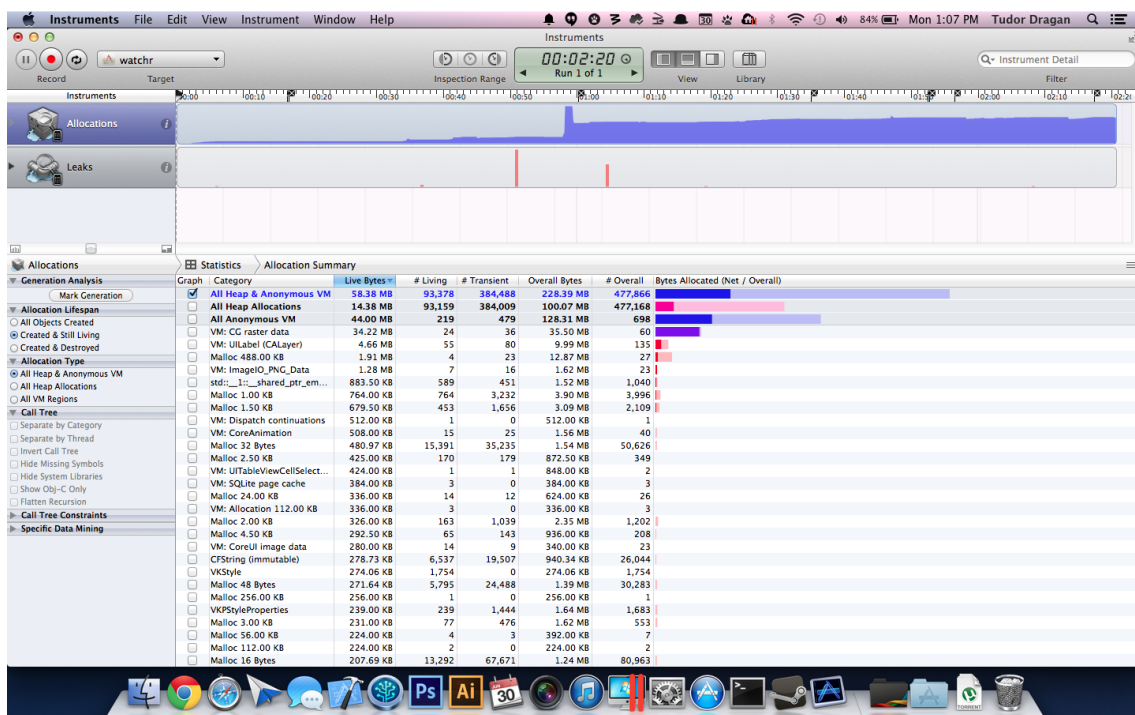 Instruments File Edit View Instrument Window Help 84% Mon 1:07 PM Tudor Dragan
Instruments
watchr
00:02:20
Run 1 of 1
Instrument Detail
Record Target Inspection Range View Library Filter
Instruments 00:00 00:10 00:20 00:30 00:40 00:50 01:00 01:10 01:20 01:30 01:40 01:50 02:00 02:10 02:20
Allocations
Leaks
Allocations Statistics Allocation Summary
Generation Analysis
Mark Generation
Allocation Lifespan
All Objects Created
Created & Still Living
Created & Destroyed
Allocation Type
All Heap & Anonymous VM
All Heap Allocations
All VM Regions
Call Tree
Separate by Category
Separate by Thread
Invert Call Tree
Hide Missing Symbols
Hide System Libraries
Show Obj-C Only
Flatten Recursion
Call Tree Constraints
Specific Data Mining
Graph Category Live Bytes # Living # Transient Overall Bytes # Overall Bytes Allocated (Net / Overall)
All Heap & Anonymous VM 58.38 MB 93,378 384,488 228.39 MB 477,866
All Heap Allocations 14.38 MB 93,159 384,009 100.07 MB 477,168
All Anonymous VM 44.00 MB 219 479 128.31 MB 698
VM: CG raster data 34.22 MB 24 36 35.50 MB 60
VM: UILabel (CALayer) 4.66 MB 55 80 9.99 MB 135
Malloc 488.00 KB 1.91 MB 4 23 12.87 MB 27
VM: ImageIO_PNG_Data 1.28 MB 7 16 1.62 MB 23
std::__1::__shared_ptr_em... 883.50 KB 589 451 1.52 MB 1,040
Malloc 1.00 KB 764.00 KB 764 3,232 3.90 MB 3,996
Malloc 1.50 KB 679.50 KB 453 1,656 3.09 MB 2,109
VM: Dispatch continuations 512.00 KB 1 0 512.00 KB 1
VM: CoreAnimation 508.00 KB 15 25 1.56 MB 40
Malloc 32 Bytes 480.97 KB 15,391 35,235 1.54 MB 50,626
Malloc 2.50 KB 425.00 KB 170 179 872.50 KB 349
VM: UITableViewCellSelect... 424.00 KB 1 1 848.00 KB 2
VM: SQLite page cache 384.00 KB 3 0 384.00 KB 3
Malloc 24.00 KB 336.00 KB 14 12 624.00 KB 26
VM: Allocation 112.00 KB 336.00 KB 3 0 336.00 KB 3
Malloc 2.00 KB 326.00 KB 163 1,039 2.35 MB 1,202
Malloc 4.50 KB 292.50 KB 65 143 936.00 KB 208
VM: CoreUI image data 280.00 KB 14 9 340.00 KB 23
CFString (immutable) 278.73 KB 6,537 19,507 940.34 KB 26,044
VKStyle 274.06 KB 1,754 0 274.06 KB 1,754
Malloc 48 Bytes 271.64 KB 5,795 24,488 1.39 MB 30,283
Malloc 256.00 KB 256.00 KB 1 0 256.00 KB 1
VKPStyleProperties 239.00 KB 239 1,444 1.64 MB 1,683
Malloc 3.00 KB 231.00 KB 77 476 1.62 MB 553
Malloc 56.00 KB 224.00 KB 4 3 392.00 KB 7
Malloc 112.00 KB 224.00 KB 2 0 224.00 KB 2
Malloc 16 Bytes 207.69 KB 13,292 67,671 1.24 MB 80,963
Ps Ai 30
TORRENT